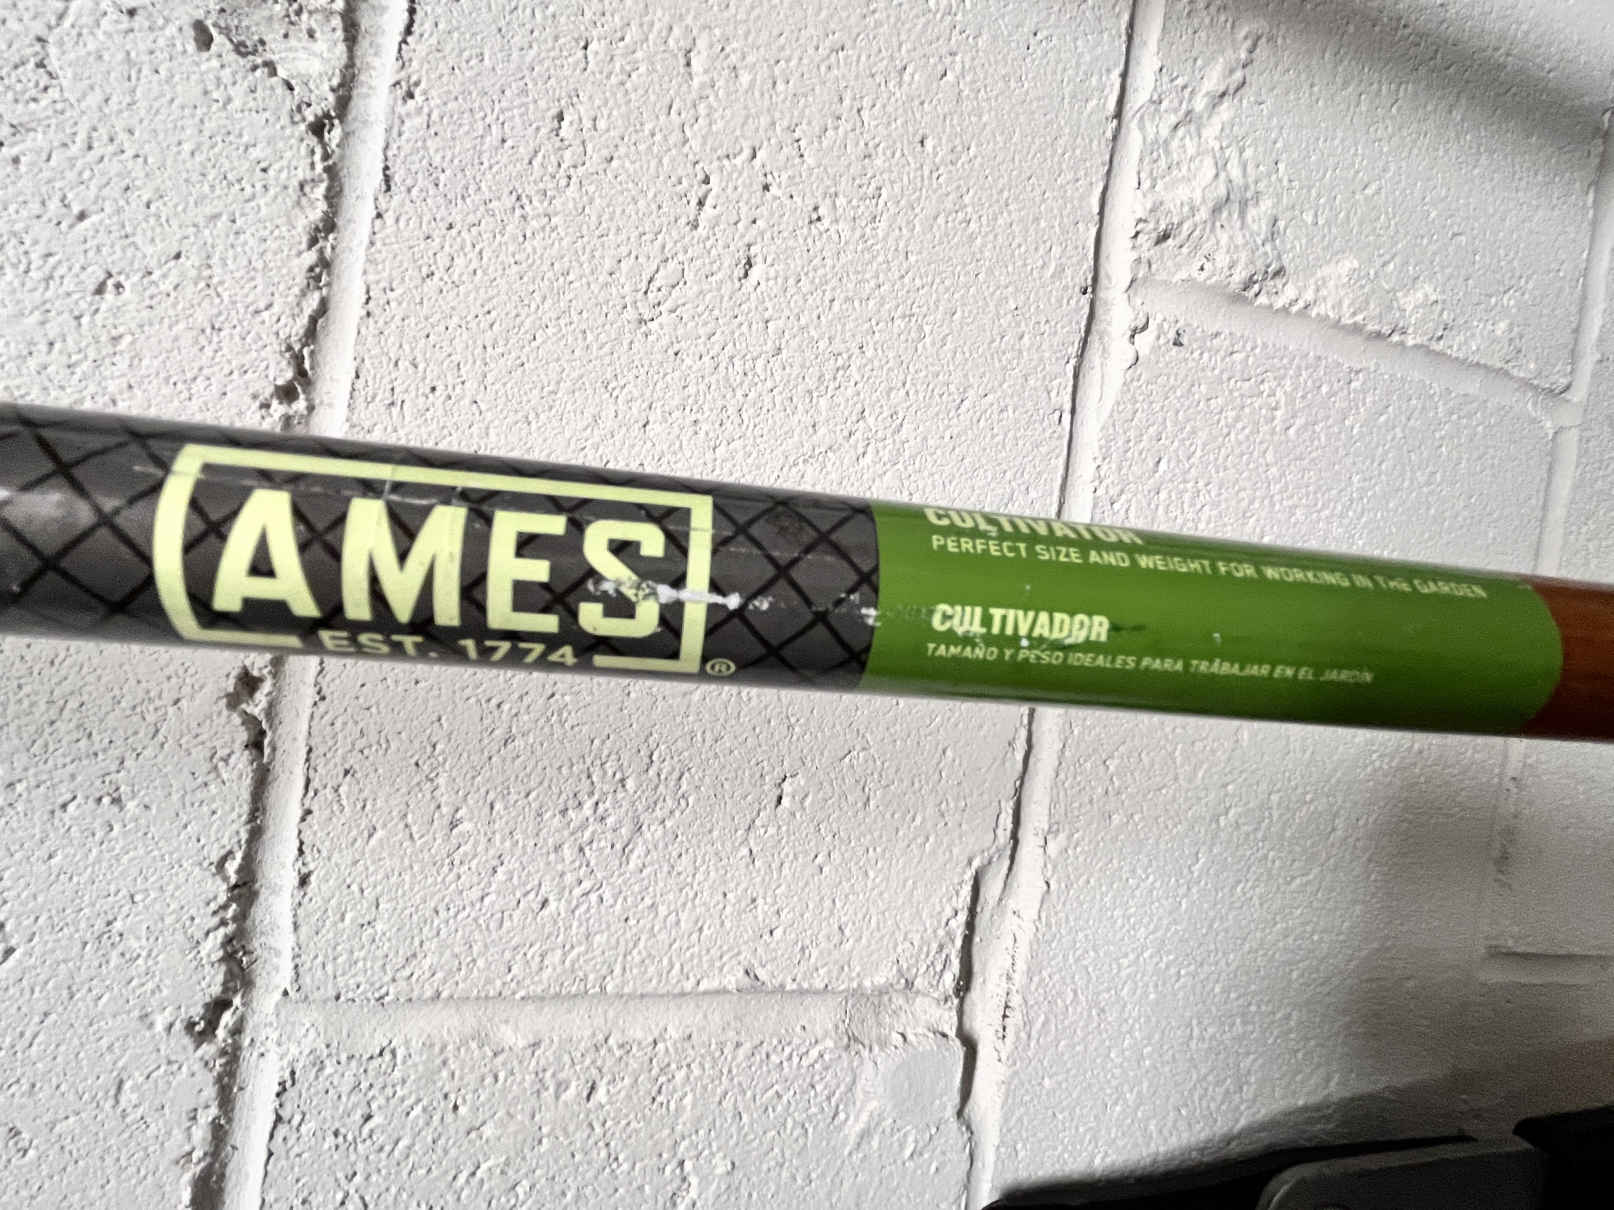 AMES
EST. 1774
®
CULTIVATOR
PERFECT SIZE AND WEIGHT FOR WORKING IN THE GARDEN
CULTIVADOR
TAMAÑO Y PESO IDEALES PARA TRABAJAR EN EL JARDÍN